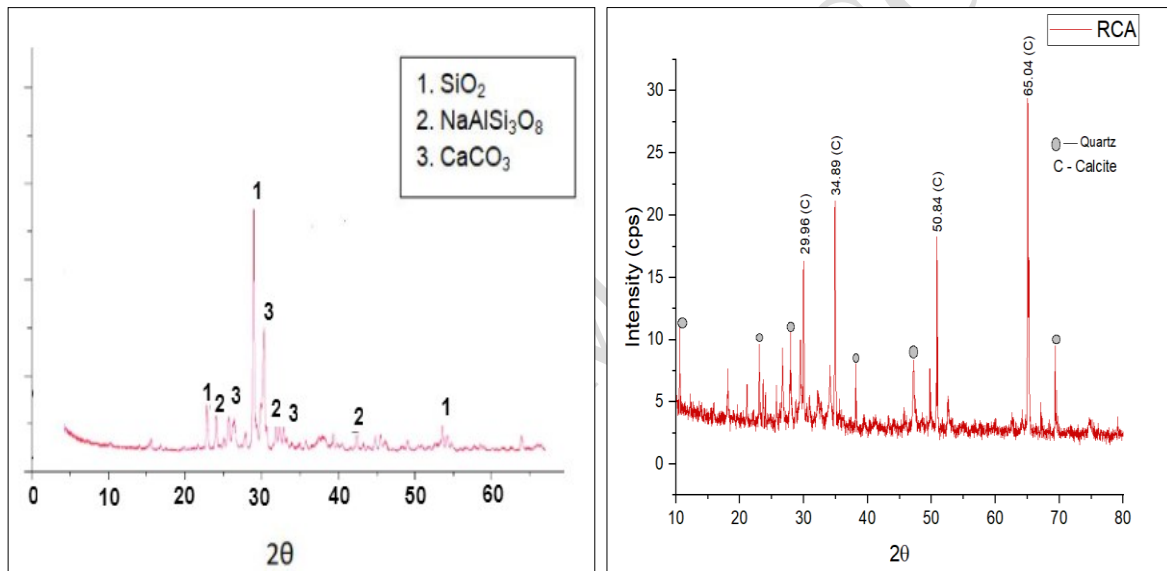 1. SiO₂
2. NaAlSi₃O₈
3. CaCO₃
1
3
1
2
3
2
3
2
1
0 10 20 30 40 50 60
2θ
RCA
65.04 (C)
34.89 (C)
50.84 (C)
29.96 (C)
— Quartz
C - Calcite
Intensity (cps)
30
25
20
15
10
5
0
10 20 30 40 50 60 70 80
2θ